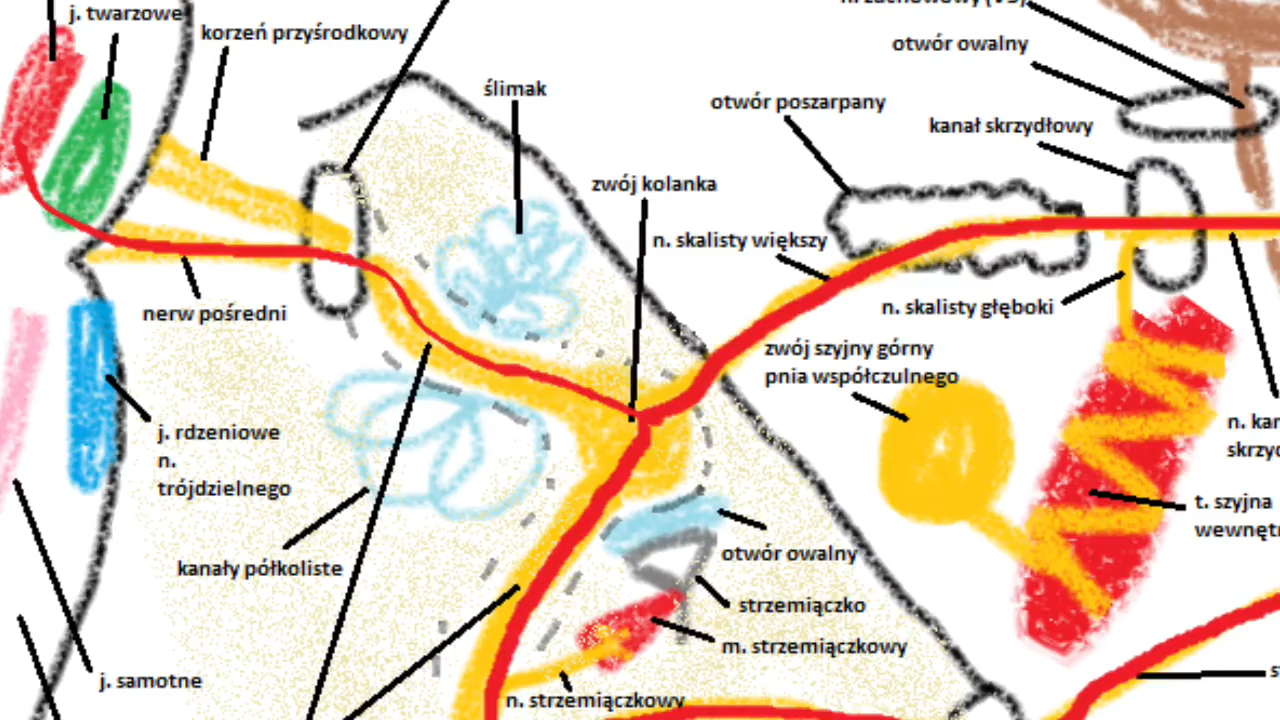 j. twarzowe
korzeń przyśrodkowy
ślimak
otwór owalny
otwór poszarpany
kanał skrzydłowy
zwój kolanka
n. skalisty większy
nerw pośredni
n. skalisty głęboki
zwój szyjny górny
pnia współczulnego
j. rdzeniowe
n.
trójdzielnego
t. szyjna
kanały półkoliste
otwór owalny
strzemiączko
m. strzemiączkowy
j. samotne
n. strzemiączkowy